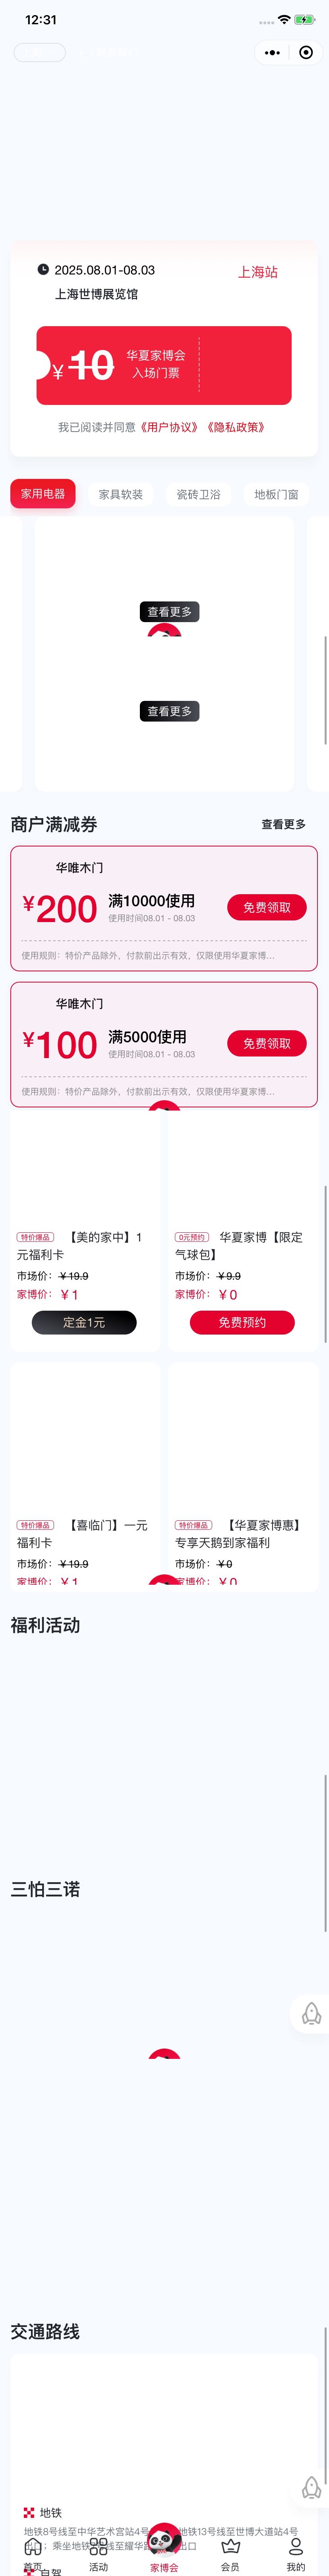 12:31
2025.08.01-08.03
上海站
上海世博展览馆
¥ 10
华夏家博会
入场门票
我已阅读并同意《用户协议》《隐私政策》
家用电器
家具软装
瓷砖卫浴
地板门窗
查看更多
查看更多
商户满减券
查看更多
华唯木门
¥200
满10000使用
使用时间08.01 - 08.03
免费领取
使用规则：特价产品除外，付款前出示有效，仅限使用华夏家博...
华唯木门
¥100
满5000使用
使用时间08.01 - 08.03
免费领取
使用规则：特价产品除外，付款前出示有效，仅限使用华夏家博...
特价爆品 【美的家中】1
元福利卡
市场价：￥19.9
家博价：￥1
定金1元
0元预约 华夏家博【限定
气球包】
市场价：￥9.9
家博价：￥0
免费预约
特价爆品 【喜临门】一元
福利卡
市场价：￥19.9
家博价：￥1
特价爆品 【华夏家博惠】
专享天鹅到家福利
市场价：￥0
家博价：￥0
福利活动
三怕三诺
交通路线
地铁
地铁8号线至中华艺术宫站4号
地铁13号线至世博大道站4号
出口；乘坐地铁
号线至耀华路
出口
自驾
首页
活动
家博会
会员
我的